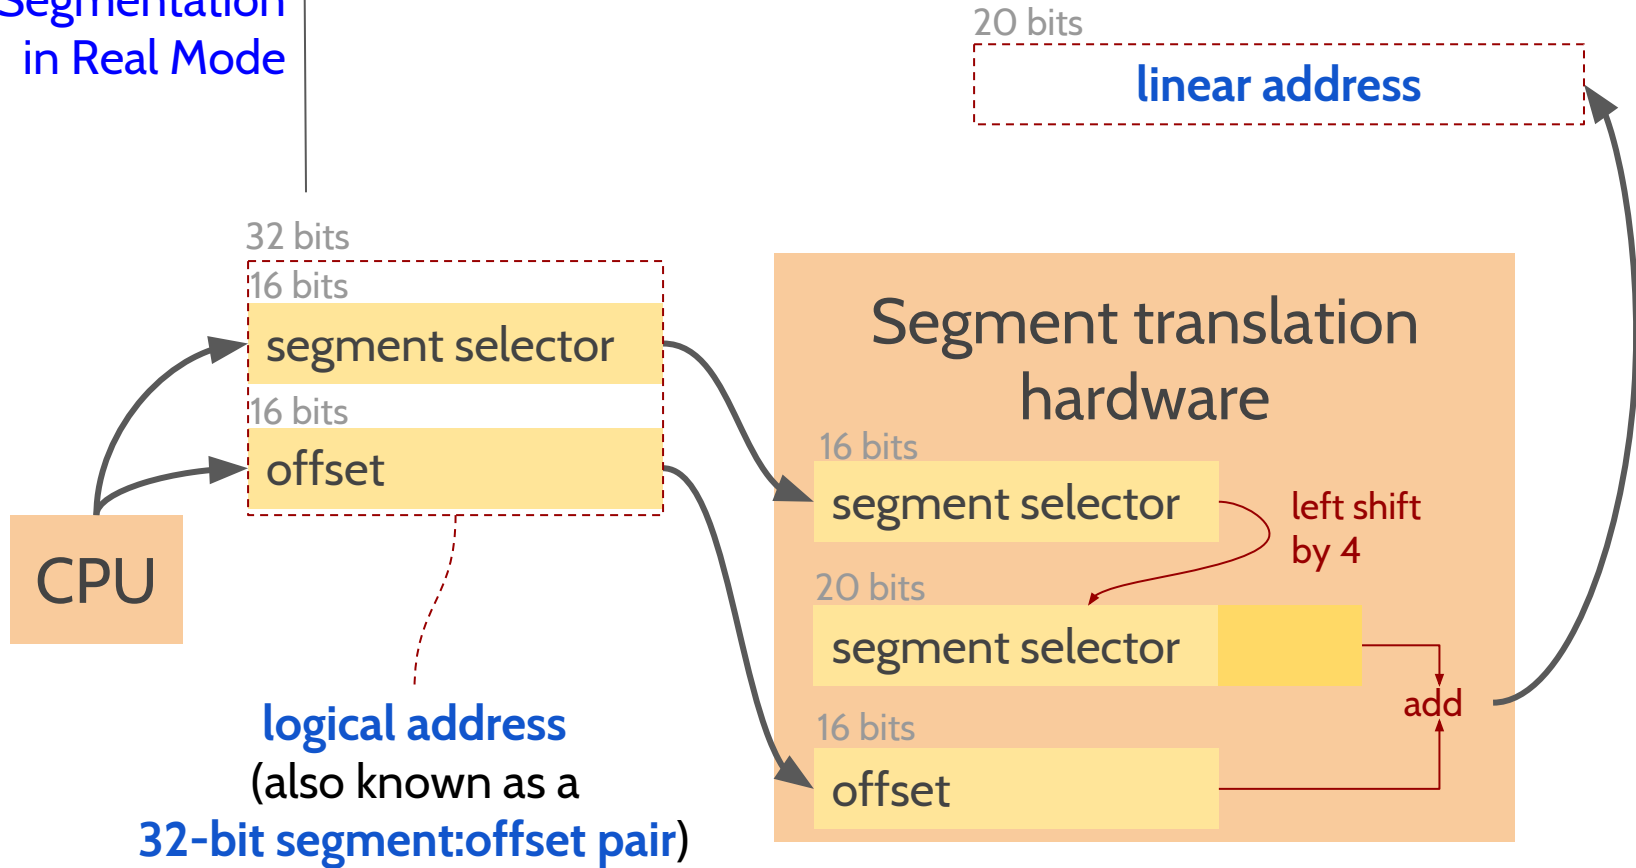 Segmentation
in Real Mode
20 bits
linear address
32 bits
16 bits
segment selector
16 bits
offset
CPU
logical address
(also known as a
32-bit segment:offset pair)
Segment translation
hardware
16 bits
segment selector
left shift
by 4
20 bits
segment selector
add
16 bits
offset